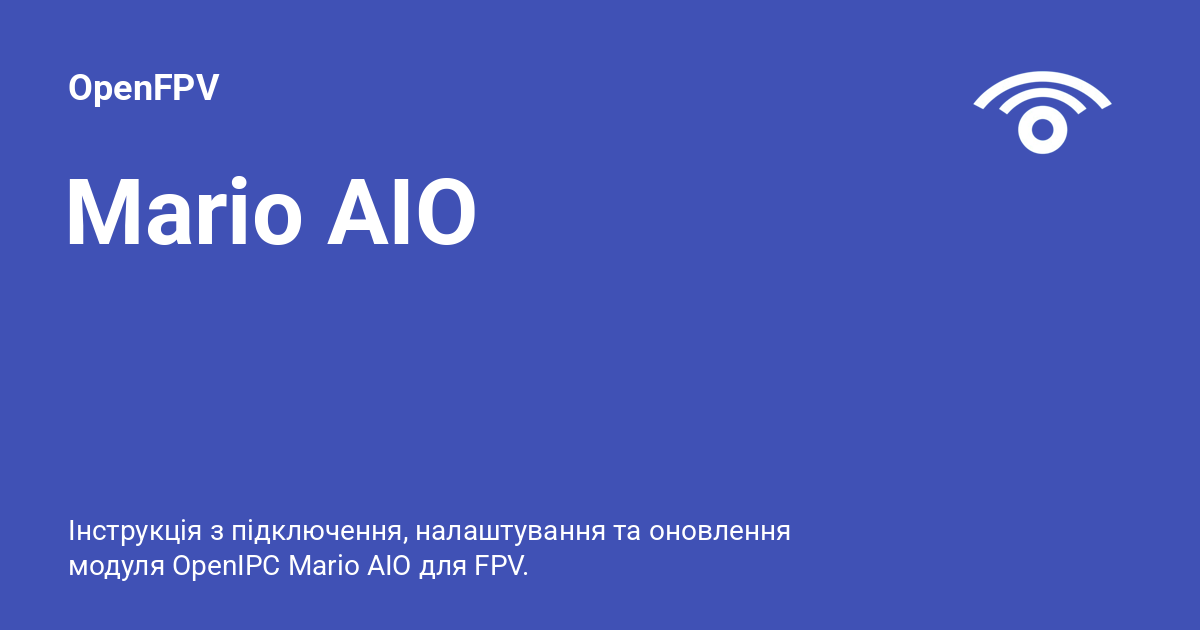 OpenFPV
Mario AIO
Інструкція з підключення, налаштування та оновлення
модуля OpenIPC Mario AIO для FPV.